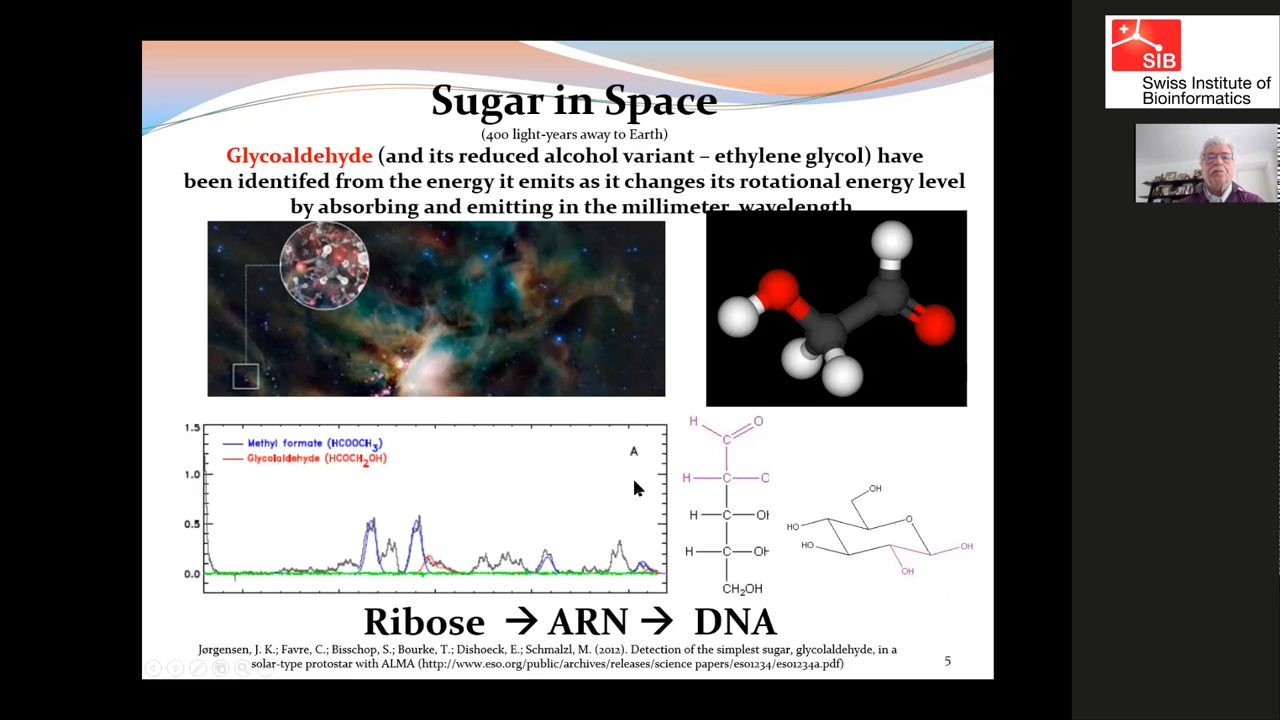 Sugar in Space
(400 light-years away to Earth)
Glycoaldehyde (and its reduced alcohol variant – ethylene glycol) have
been identifed from the energy it emits as it changes its rotational energy level
by absorbing and emitting in the millimeter wavelength
1.5
1.0
0.5
0.0
Methyl formate (HCOOCH3)
Glycolaldehyde (HCOCH2OH)
A
H O
C
H C O
H C OH
H C OH
CH2OH
OH
HO
O
HO
OH
OH
Ribose → ARN → DNA
Jørgensen, J. K.; Favre, C.; Bisschop, S.; Bourke, T.; Dishoeck, E.; Schmalzl, M. (2012). Detection of the simplest sugar, glycolaldehyde, in a
solar-type protostar with ALMA (http://www.eso.org/public/archives/releases/science papers/eso1234/eso1234a.pdf)
5
SIB
Swiss Institute of
Bioinformatics